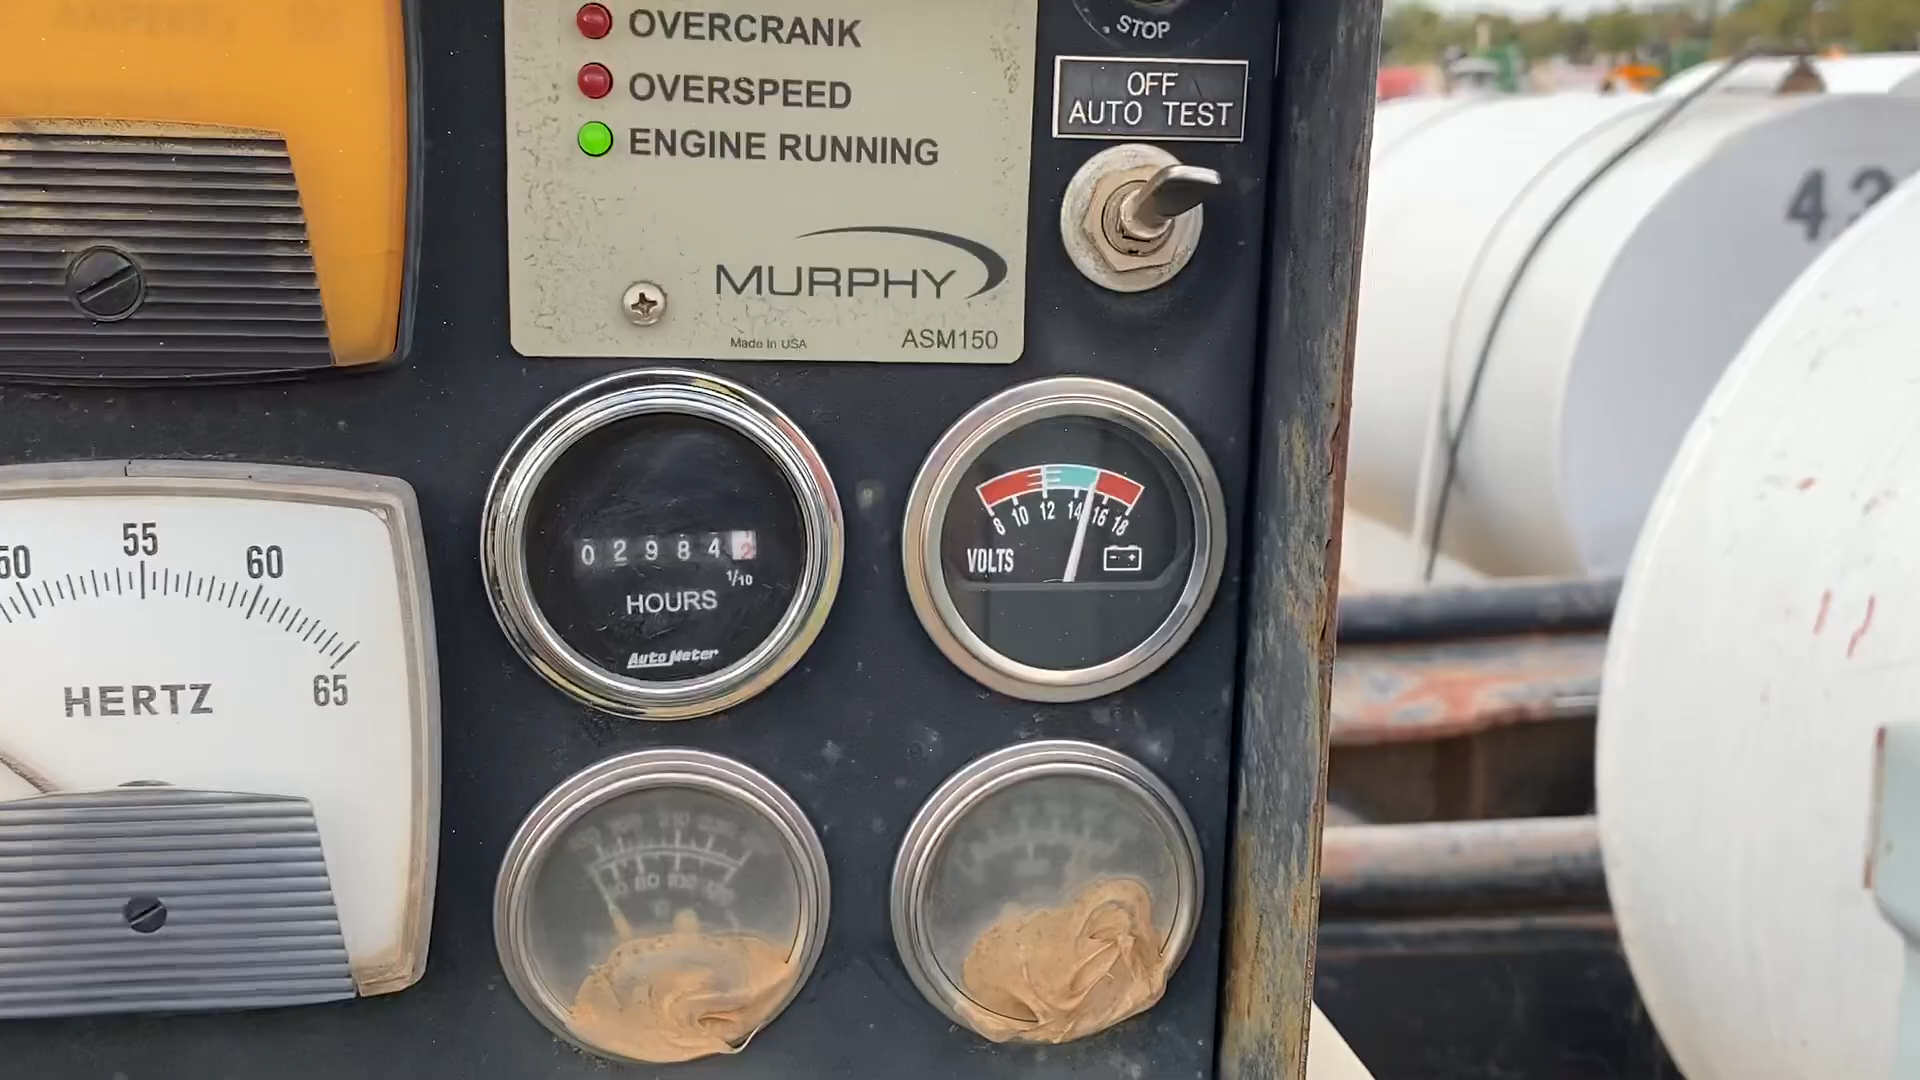 OVERCRANK
OVERSPEED
ENGINE RUNNING
MURPHY
Made In USA
ASM150
STOP
OFF
AUTO TEST
43
50 55 60 65
HERTZ
0 2 9 8 4 2
1/10
HOURS
Auto Meter
8 10 12 14 16 18
VOLTS
- +